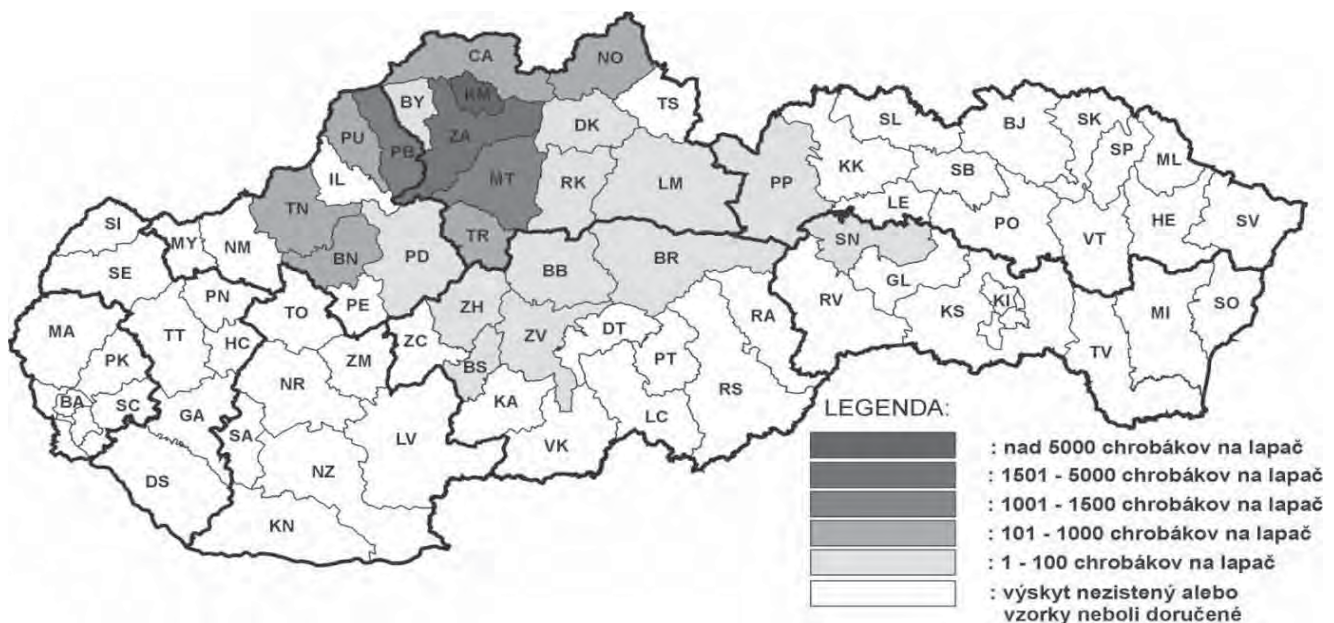 CA
NO
BY
KM
TS
PU
PB
ZA
DK
SL
BJ
SK
SP
ML
IL
MT
RK
LM
PP
KK
SB
LE
PO
HE
SV
VT
TN
TR
SI
MY
NM
BN
PD
BB
BR
SN
SE
PN
PE
ZH
RV
GL
KS
KI
MI
SO
MA
TT
HC
TO
ZC
ZV
DT
RA
TV
PK
ZM
BS
PT
BA
SC
GA
NR
KA
RS
SA
LV
VK
LC
DS
NZ
KN
LEGENDA:
: nad 5000 chrobákov na lapač
: 1501 - 5000 chrobákov na lapač
: 1001 - 1500 chrobákov na lapač
: 101 - 1000 chrobákov na lapač
: 1 - 100 chrobákov na lapač
: výskyt nezistený alebo
vzorky neboli doručené